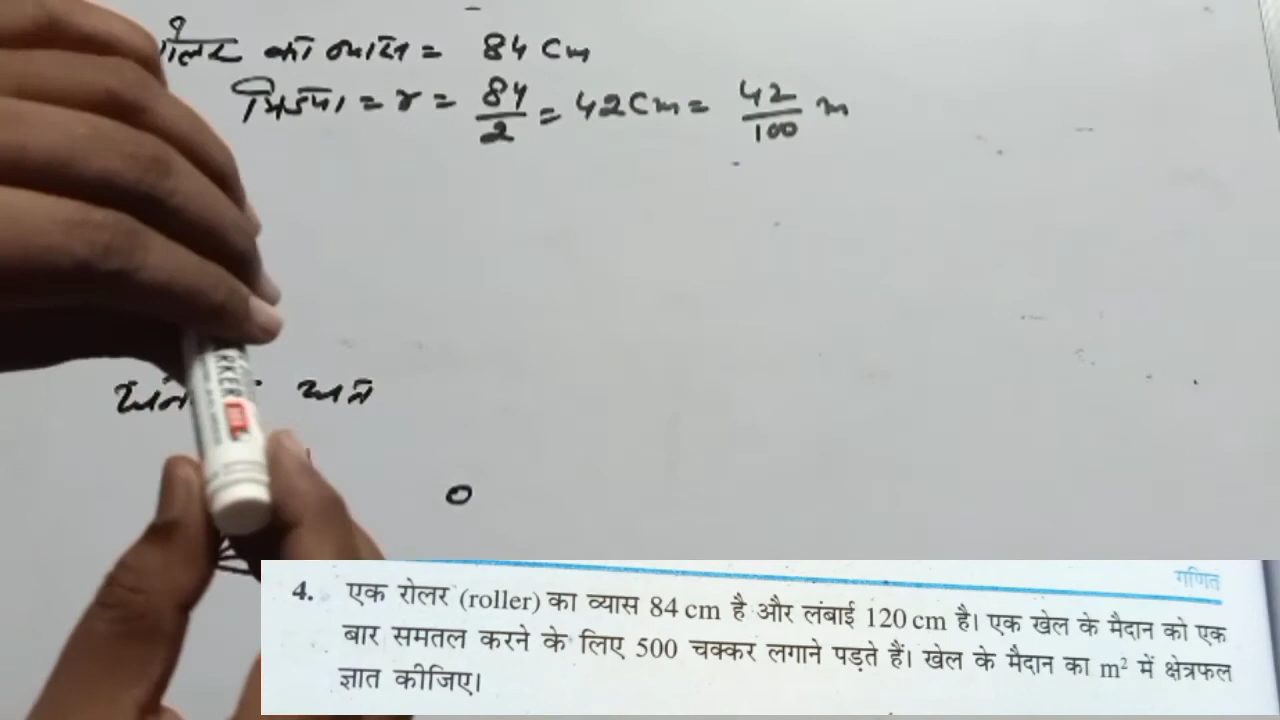 का व्यास = 84 Cm
त्रिज्या = r = 84/2 = 42 Cm = 42/100 m
0
गणित
4. एक रोलर (roller) का व्यास 84 cm है और लंबाई 120 cm है। एक खेल के मैदान को एक
बार समतल करने के लिए 500 चक्कर लगाने पड़ते हैं। खेल के मैदान का m² में क्षेत्रफल
ज्ञात कीजिए।